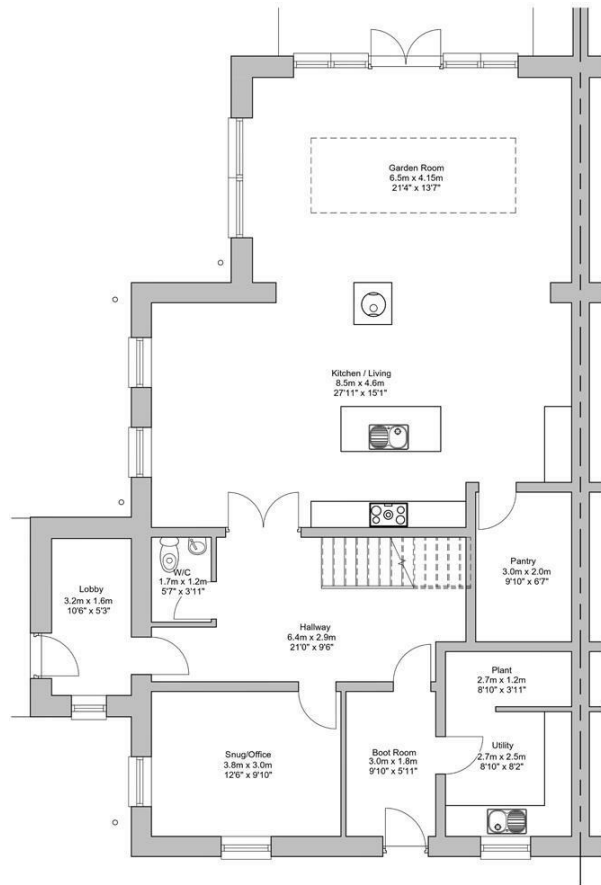 Garden Room
6.5m x 4.15m
21'4" x 13'7"
Kitchen / Living
8.5m x 4.6m
27'11" x 15'1"
W/C
1.7m x 1.2m
5'7" x 3'11"
Pantry
3.0m x 2.0m
9'10" x 6'7"
Lobby
3.2m x 1.6m
10'6" x 5'3"
Hallway
6.4m x 2.9m
21'0" x 9'6"
Plant
2.7m x 1.2m
8'10" x 3'11"
Snug/Office
3.8m x 3.0m
12'6" x 9'10"
Boot Room
3.0m x 1.8m
9'10" x 5'11"
Utility
2.7m x 2.5m
8'10" x 8'2"